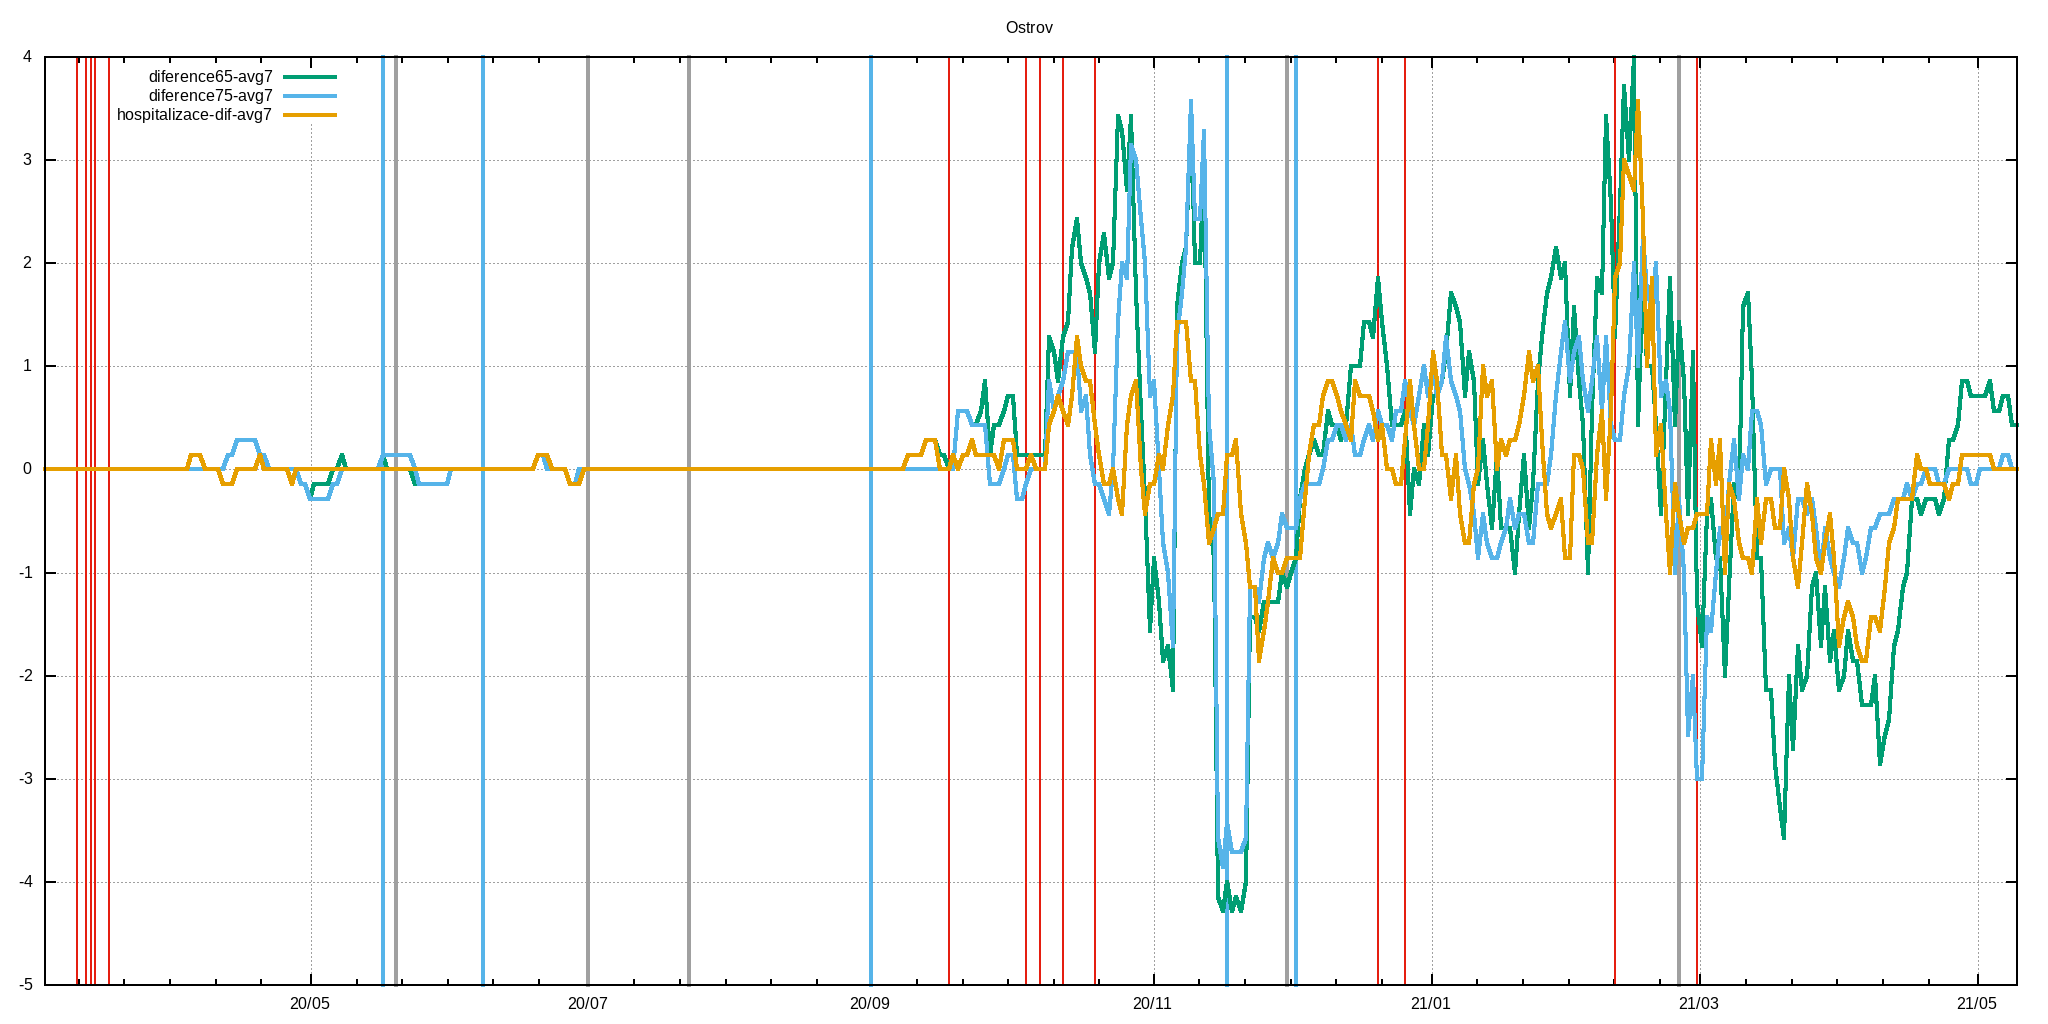 Ostrov
4
diference65-avg7
diference75-avg7
hospitalizace-dif-avg7
3
2
1
0
-1
-2
-3
-4
-5
20/05 20/07 20/09 20/11 21/01 21/03 21/05